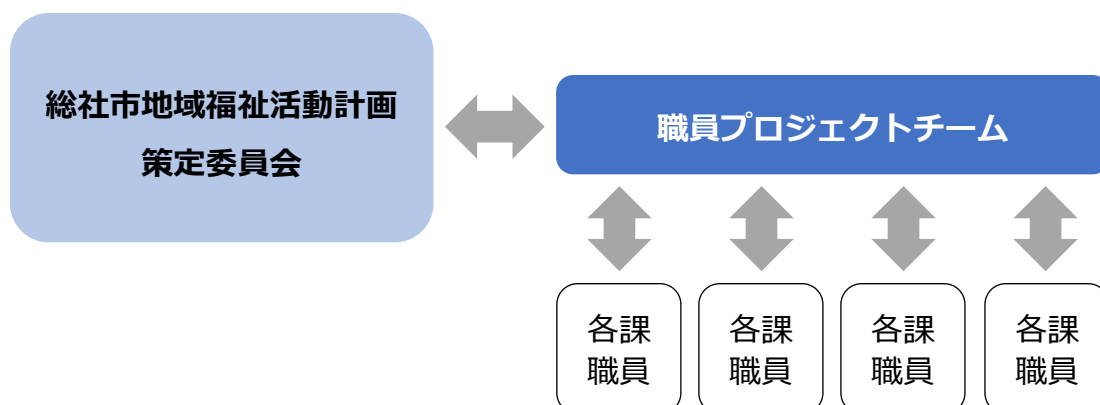 総社市地域福祉活動計画
策定委員会
職員プロジェクトチーム
各課
職員
各課
職員
各課
職員
各課
職員